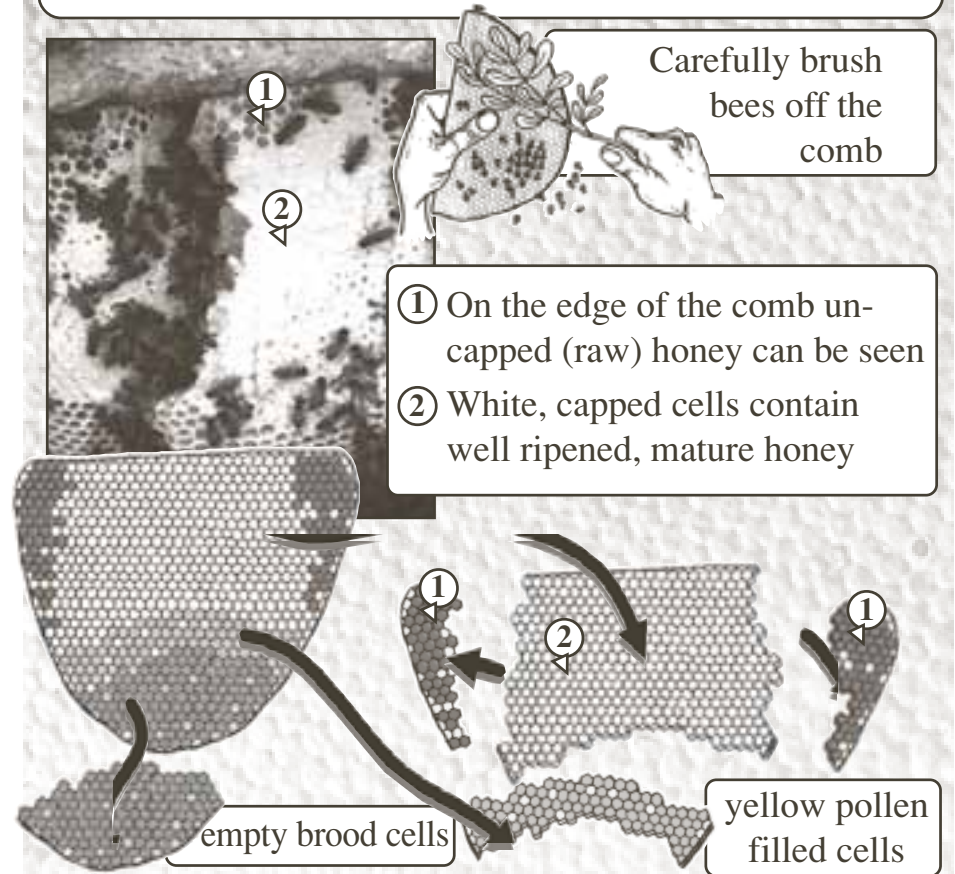 Carefully brush
bees off the
comb
1
2
1 On the edge of the comb un-
capped (raw) honey can be seen
2 White, capped cells contain
well ripened, mature honey
1
2
1
empty brood cells
yellow pollen
filled cells